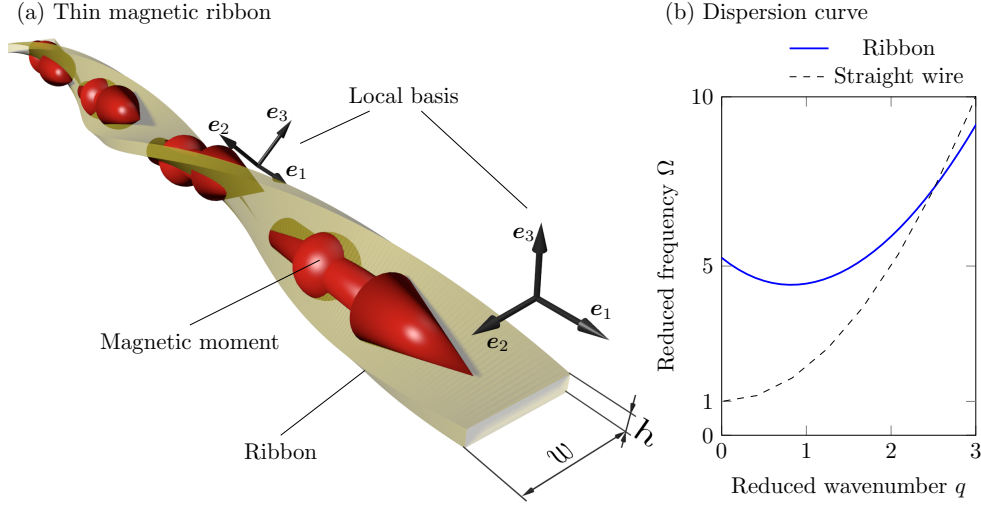 (a) Thin magnetic ribbon
Local basis
e₃
e₂
e₁
e₃
e₁
e₂
Magnetic moment
Ribbon
w
h
(b) Dispersion curve
Ribbon
Straight wire
Reduced frequency Ω
10
5
1
0
0
1
2
3
Reduced wavenumber q